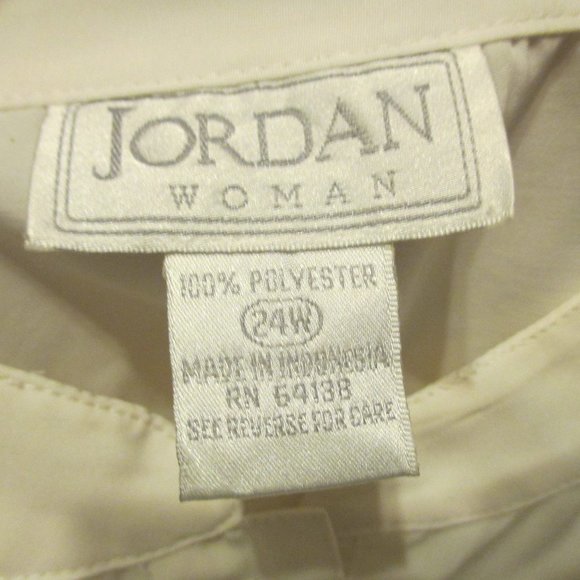 JORDAN
WOMAN
100% POLYESTER
24W
MADE IN INDONESIA
RN 64138
SEE REVERSE FOR CARE